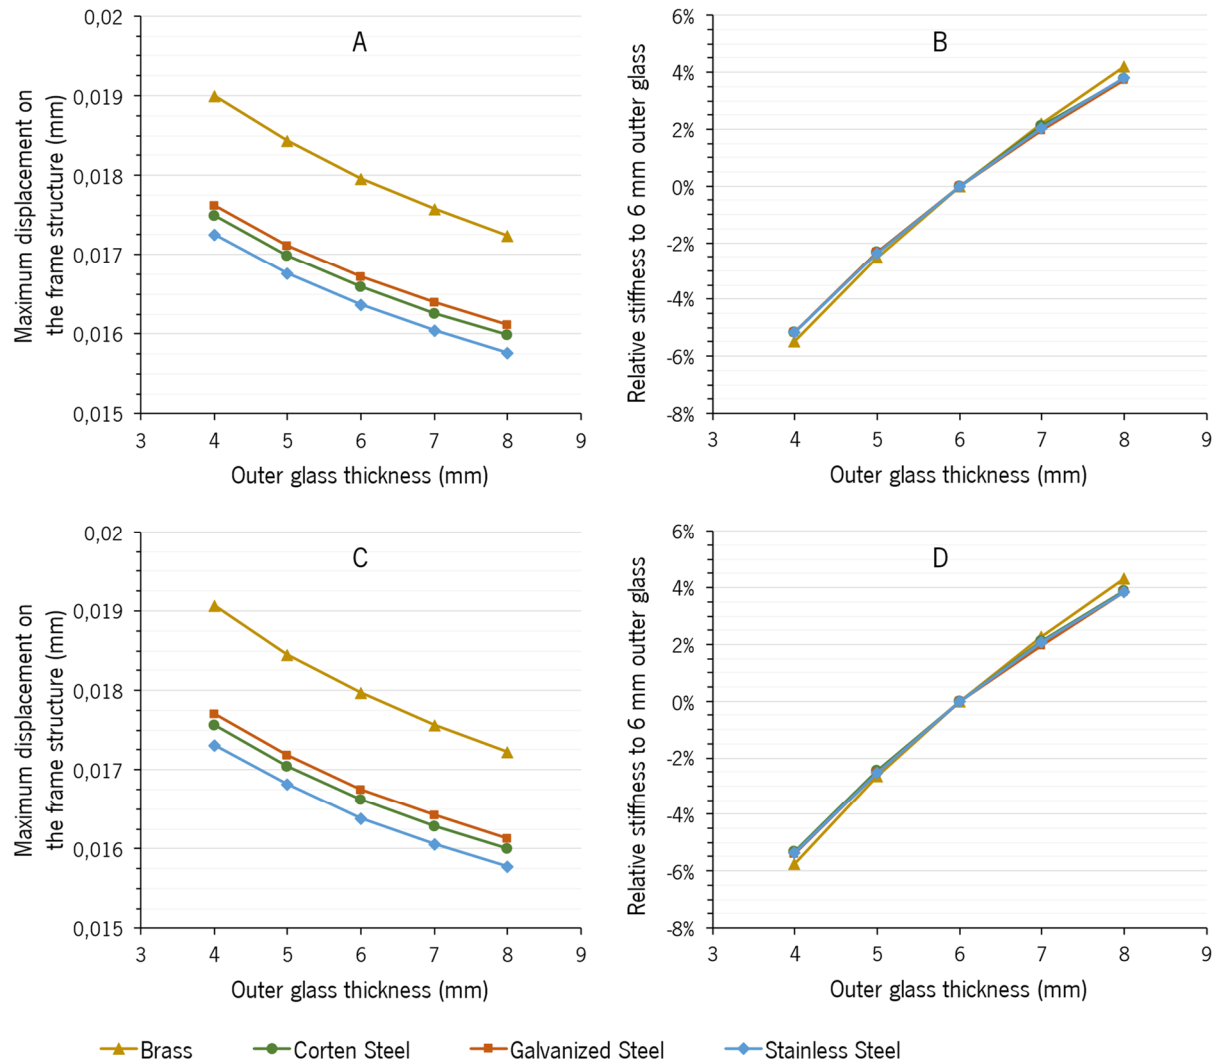 A
Maximum displacement on
the frame structure (mm)
0,02
0,019
0,018
0,017
0,016
0,015
3 4 5 6 7 8 9
Outer glass thickness (mm)
B
Relative stiffness to 6 mm outter glass
6%
4%
2%
0%
-2%
-4%
-6%
-8%
3 4 5 6 7 8 9
Outer glass thickness (mm)
C
Maximum displacement on
the frame structure (mm)
0,02
0,019
0,018
0,017
0,016
0,015
3 4 5 6 7 8 9
Outer glass thickness (mm)
D
Relative stiffness to 6 mm outter glass
6%
4%
2%
0%
-2%
-4%
-6%
-8%
3 4 5 6 7 8 9
Outer glass thickness (mm)
Brass Corten Steel Galvanized Steel Stainless Steel